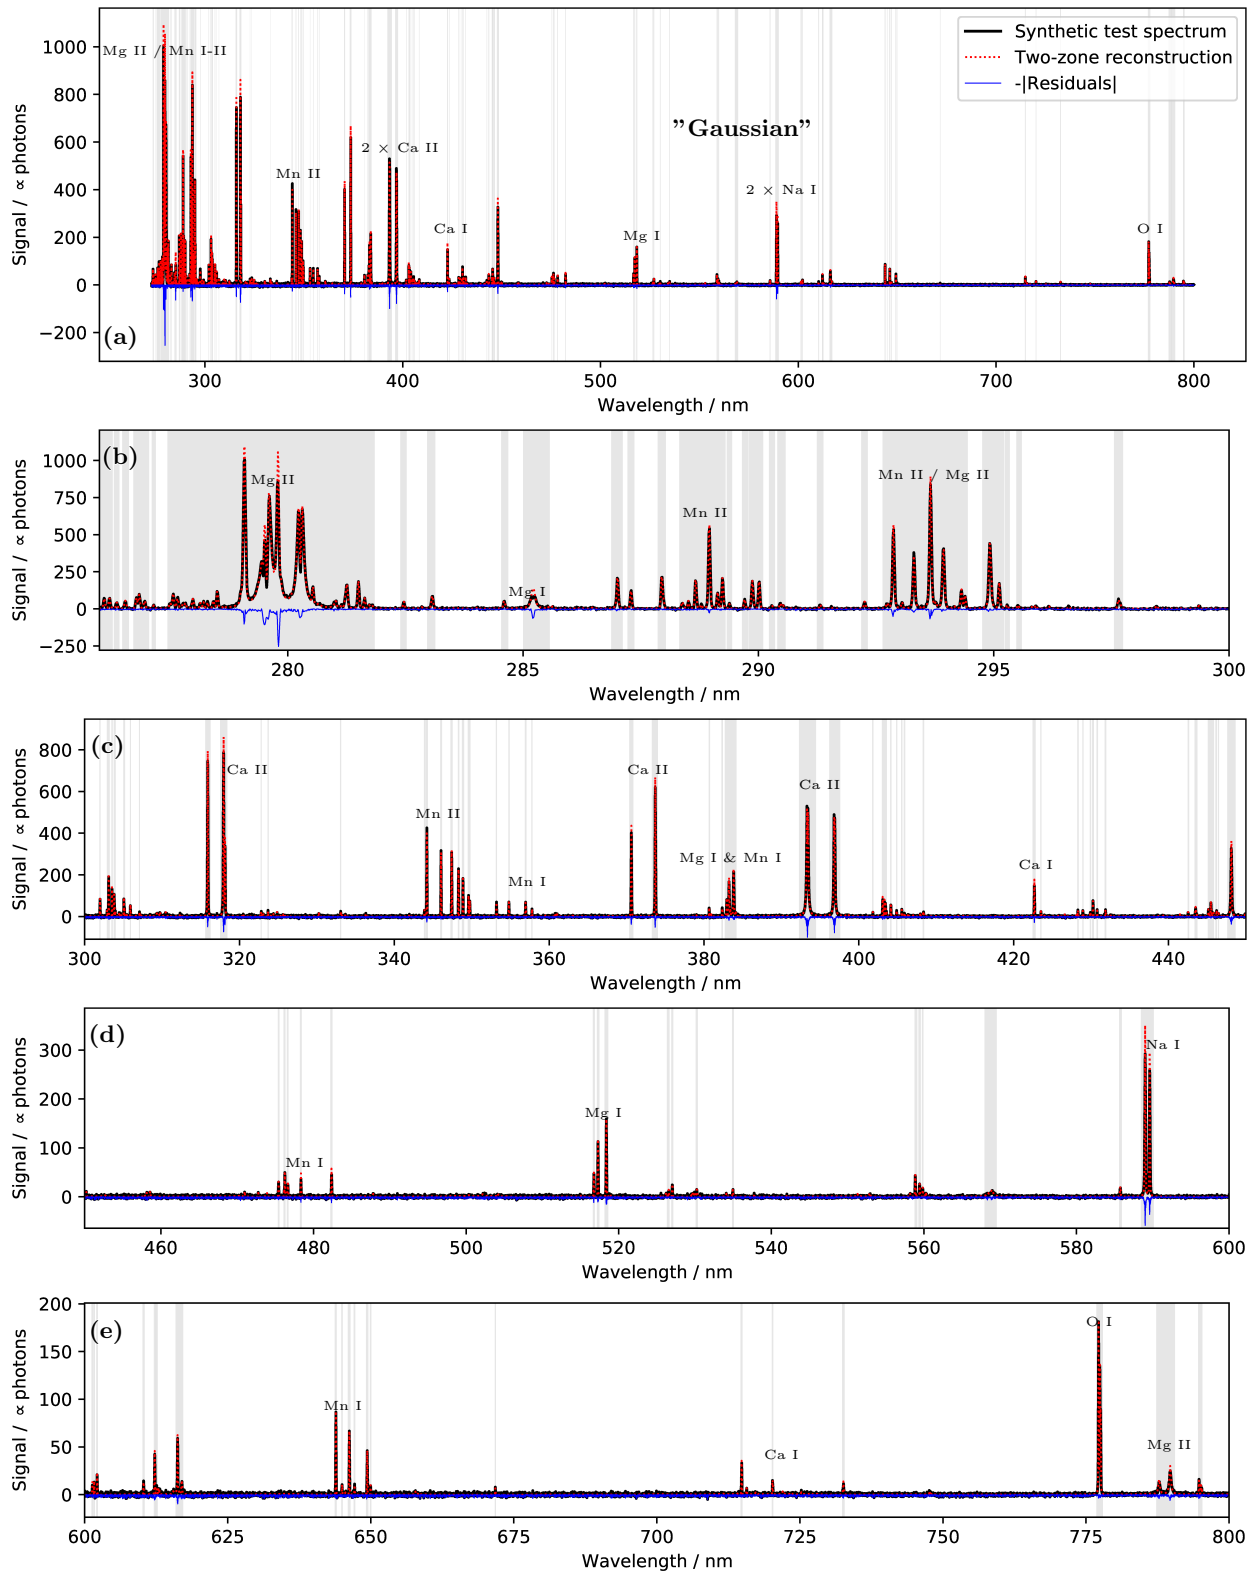 Synthetic test spectrum
Two-zone reconstruction
-|Residuals|
"Gaussian"
Mg II / Mn I-II
Mn II
2 × Ca II
Ca I
Mg I
2 × Na I
O I
(a)
Signal / ∝ photons
1000
800
600
400
200
0
−200
300 400 500 600 700 800
Wavelength / nm
(b)
Mg II
Mg I
Mn II
Mn II / Mg II
Signal / ∝ photons
1000
750
500
250
0
−250
280 285 290 295 300
Wavelength / nm
(c)
Ca II
Mn II
Mn I
Ca II
Mg I & Mn I
Ca II
Ca I
Signal / ∝ photons
800
600
400
200
0
300 320 340 360 380 400 420 440
Wavelength / nm
(d)
Mn I
Mg I
Na I
Signal / ∝ photons
300
200
100
0
460 480 500 520 540 560 580 600
Wavelength / nm
(e)
Mn I
Ca I
O I
Mg II
Signal / ∝ photons
200
150
100
50
0
600 625 650 675 700 725 750 775 800
Wavelength / nm